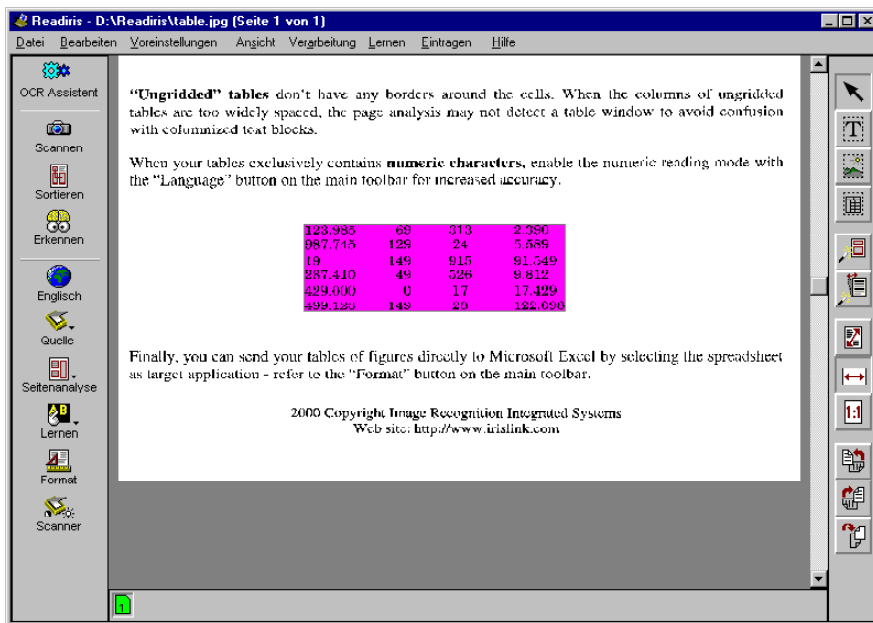 Readiris - D:\Readiris\table.jpg (Seite 1 von 1)
Datei Bearbeiten Voreinstellungen Ansicht Verarbeitung Lernen Eintragen Hilfe
OCR Assistent
Scannen
Sortieren
Erkennen
Englisch
Quelle
Seitenanalyse
Lernen
Format
Scanner
“Ungridded” tables don't have any borders around the cells. When the columns of ungridded
tables are too widely spaced, the page analysis may not detect a table window to avoid confusion
with columnized text blocks.
When your tables exclusively contains numeric characters, enable the numeric reading mode with
the “Language” button on the main toolbar for increased accuracy.
123.985 69 313 2.390
987.745 129 24 5.589
19 149 915 91.549
287.410 49 526 9.812
429.000 0 17 17.429
499.123 149 20 122.090
Finally, you can send your tables of figures directly to Microsoft Excel by selecting the spreadsheet
as target application - refer to the “Format” button on the main toolbar.
2000 Copyright Image Recognition Integrated Systems
Web site: http://www.irislink.com
1:1
1